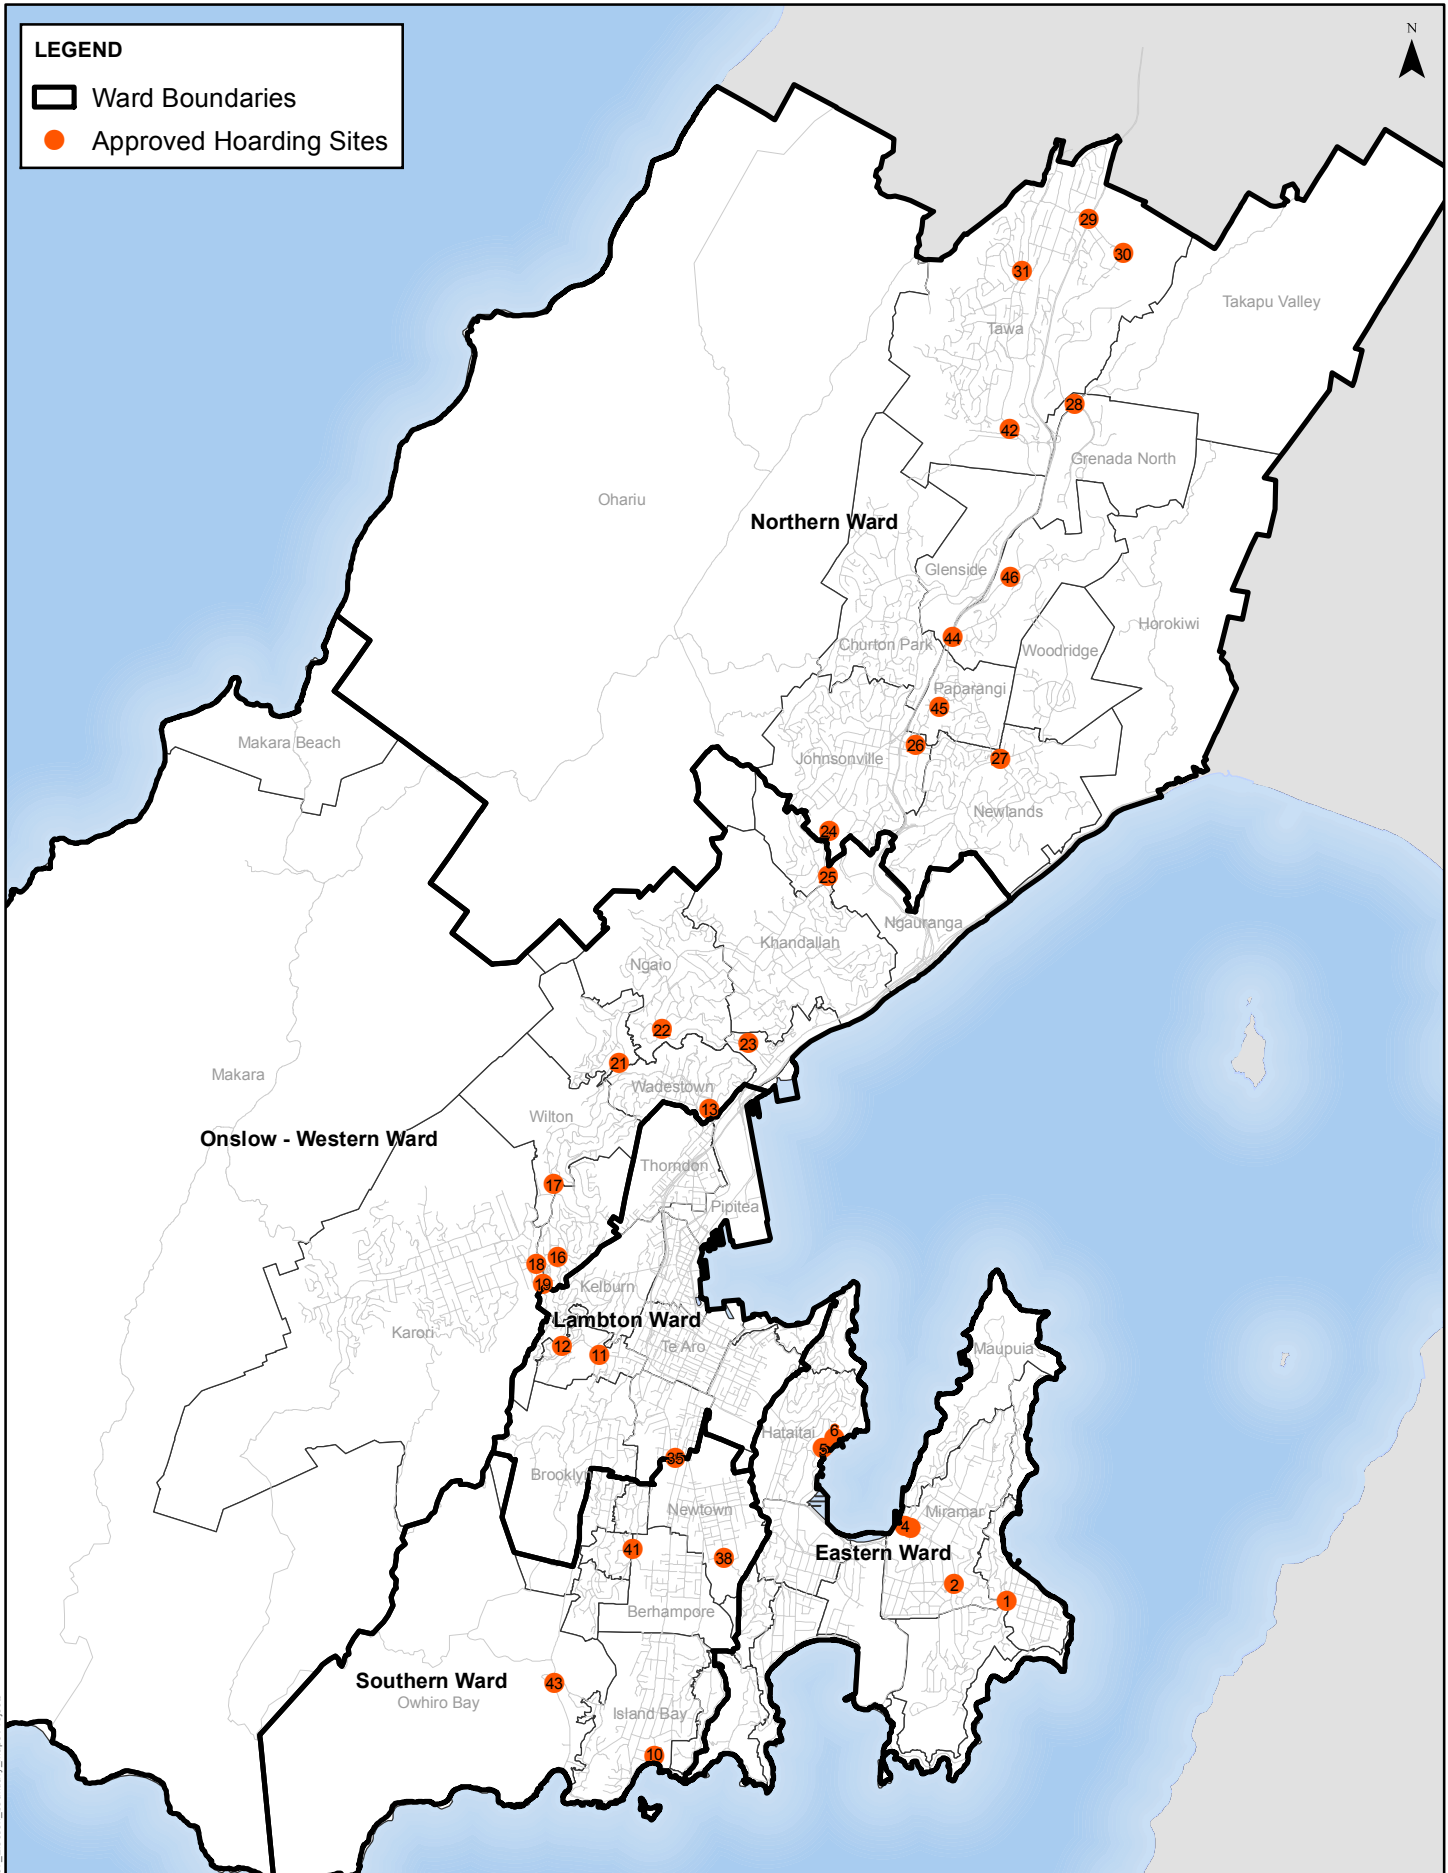 LEGEND
Ward Boundaries
Approved Hoarding Sites
N
29
30
31
Takapu Valley
Tawa
28
42
Grenada North
Ohariu
Northern Ward
Glenside
46
Horokiwi
44
Churton Park
Woodridge
Paparangi
45
Makara Beach
26
27
Johnsonville
Newlands
24
25
Ngauranga
Khandallah
Ngaio
22
23
21
Makara
Wadestown
13
Wilton
Onslow - Western Ward
Thorndon
17
Pipitea
16
18
19
Kelburn
Lambton Ward
Karori
12
11
Te Aro
Maupuia
6
Hataitai
5
35
Brooklyn
Newtown
Miramar
4
41
38
Eastern Ward
2
1
Berhampore
Southern Ward
43
Owhiro Bay
Island Bay
10